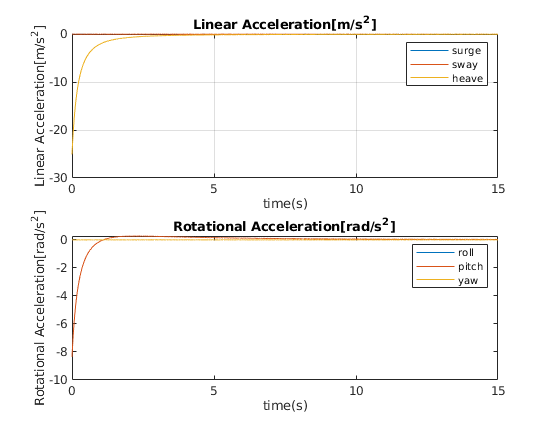 Linear Acceleration[m/s²]
Linear Acceleration[m/s²]
0
-10
-20
-30
surge
sway
heave
0 5 10 15
time(s)
Rotational Acceleration[rad/s²]
Rotational Acceleration[rad/s²]
0
-2
-4
-6
-8
-10
roll
pitch
yaw
0 5 10 15
time(s)